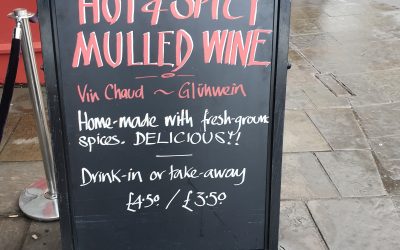 HOT & SPICY
MULLED WINE
Vin Chaud ~ Glühwein
Home-made with fresh-ground
spices. DELICIOUS!!
Drink-in or take-away
£4.50 / £3.50